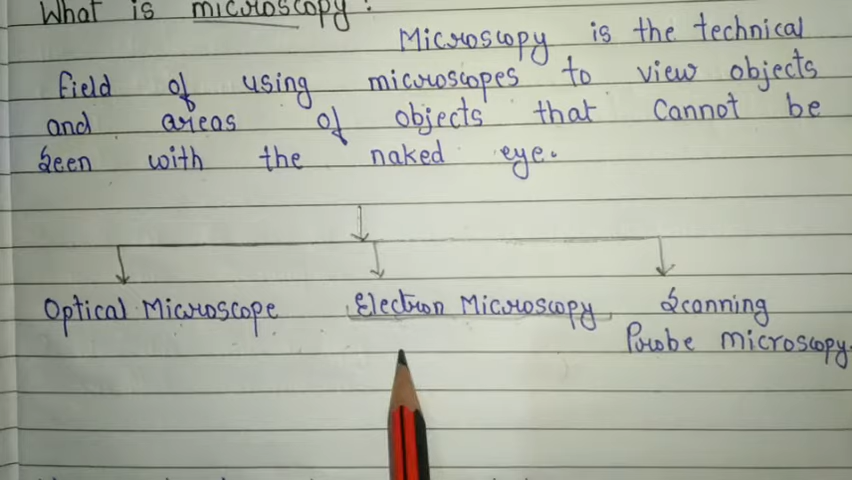 What is microscopy?
Microscopy is the technical
field of using microscopes to view objects
and areas of objects that cannot be
seen with the naked eye.
Optical Microscope Electron Microscopy Scanning
Probe microscopy.